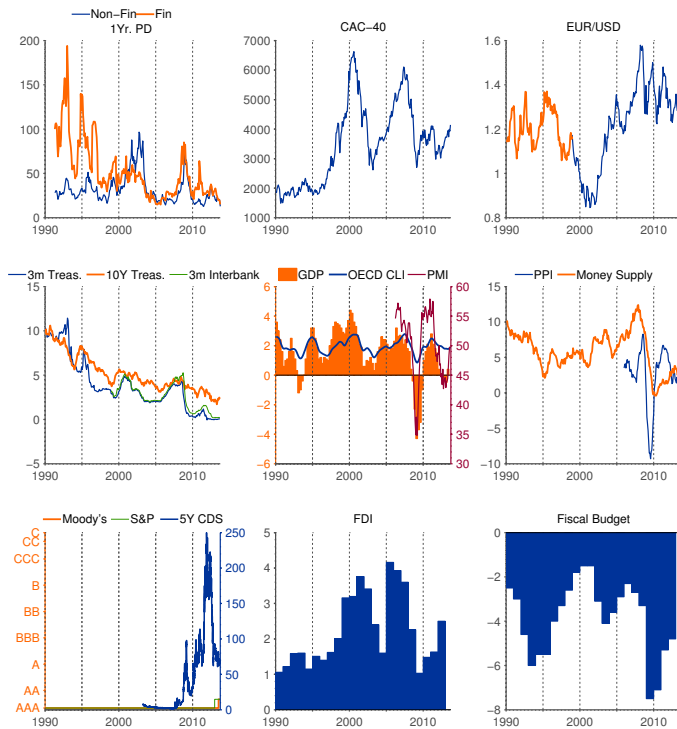 Non−Fin Fin
1Yr. PD
200
150
100
50
0
1990 2000 2010
CAC−40
7000
6000
5000
4000
3000
2000
1000
1990 2000 2010
EUR/USD
1.6
1.4
1.2
1
0.8
1990 2000 2010
3m Treas. 10Y Treas. 3m Interbank
15
10
5
0
−5
1990 2000 2010
GDP OECD CLI PMI
6 60
55
4
50
2
45
0
40
−2
35
−4
−6 30
1990 2000 2010
PPI Money Supply
15
10
5
0
−5
−10
1990 2000 2010
Moody's S&P 5Y CDS
C 250
CC
CCC
200
B
150
BB
BBB
100
A
50
AA
AAA 0
1990 2000 2010
FDI
5
4
3
2
1
0
1990 2000 2010
Fiscal Budget
0
−2
−4
−6
−8
1990 2000 2010